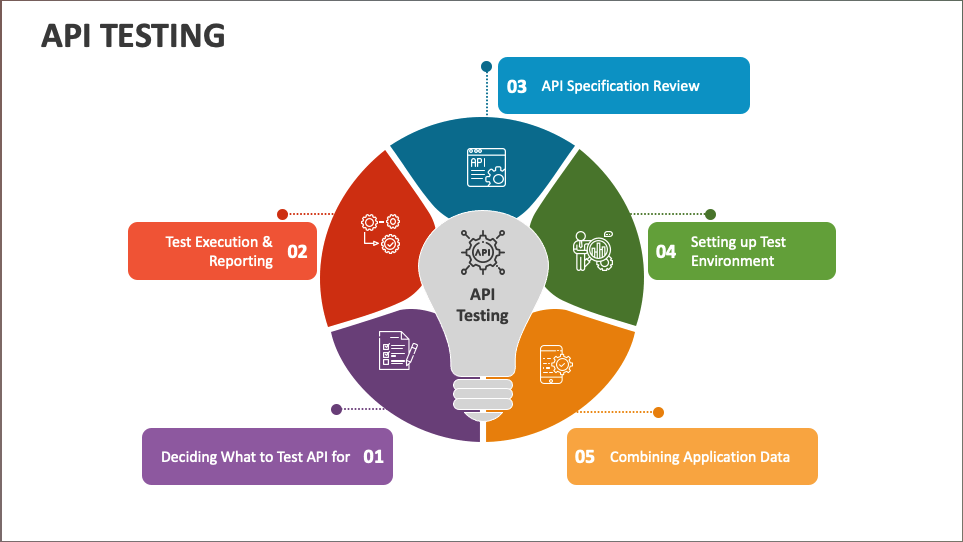 API TESTING
03 API Specification Review
API
Test Execution &
Reporting 02
04 Setting up Test
Environment
API
API
Testing
Deciding What to Test API for 01
05 Combining Application Data